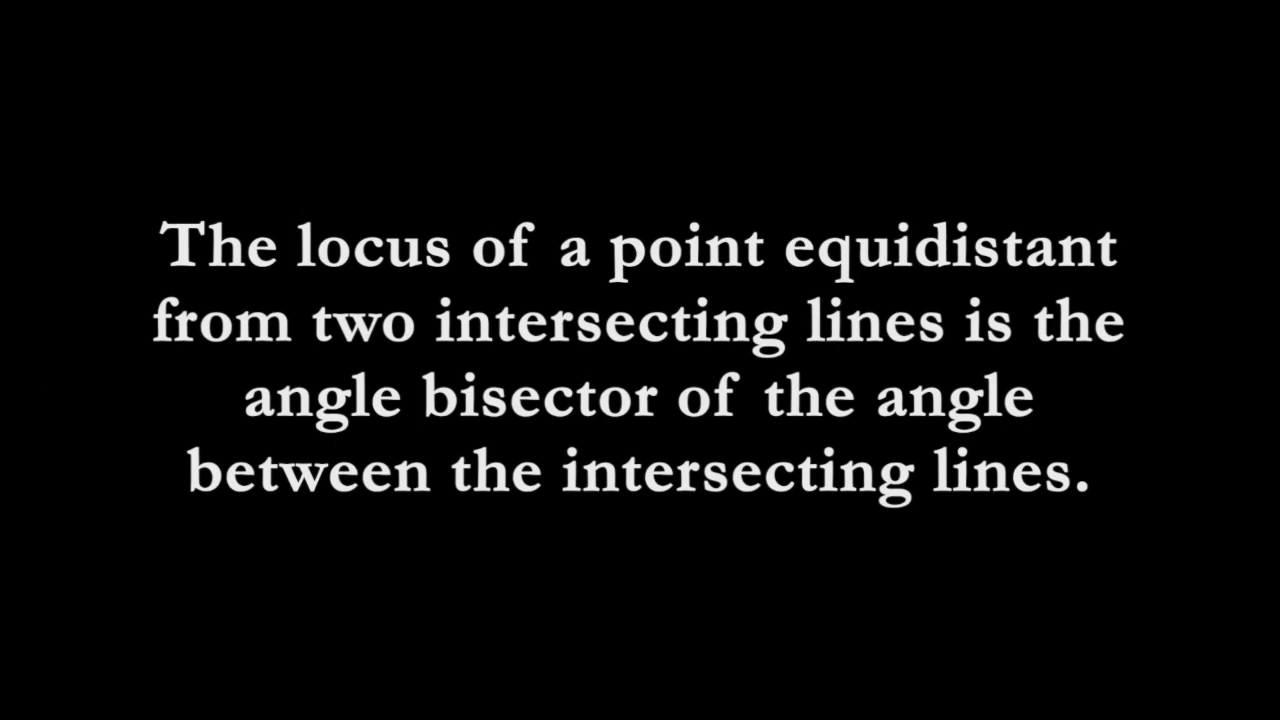 The locus of a point equidistant
from two intersecting lines is the
angle bisector of the angle
between the intersecting lines.